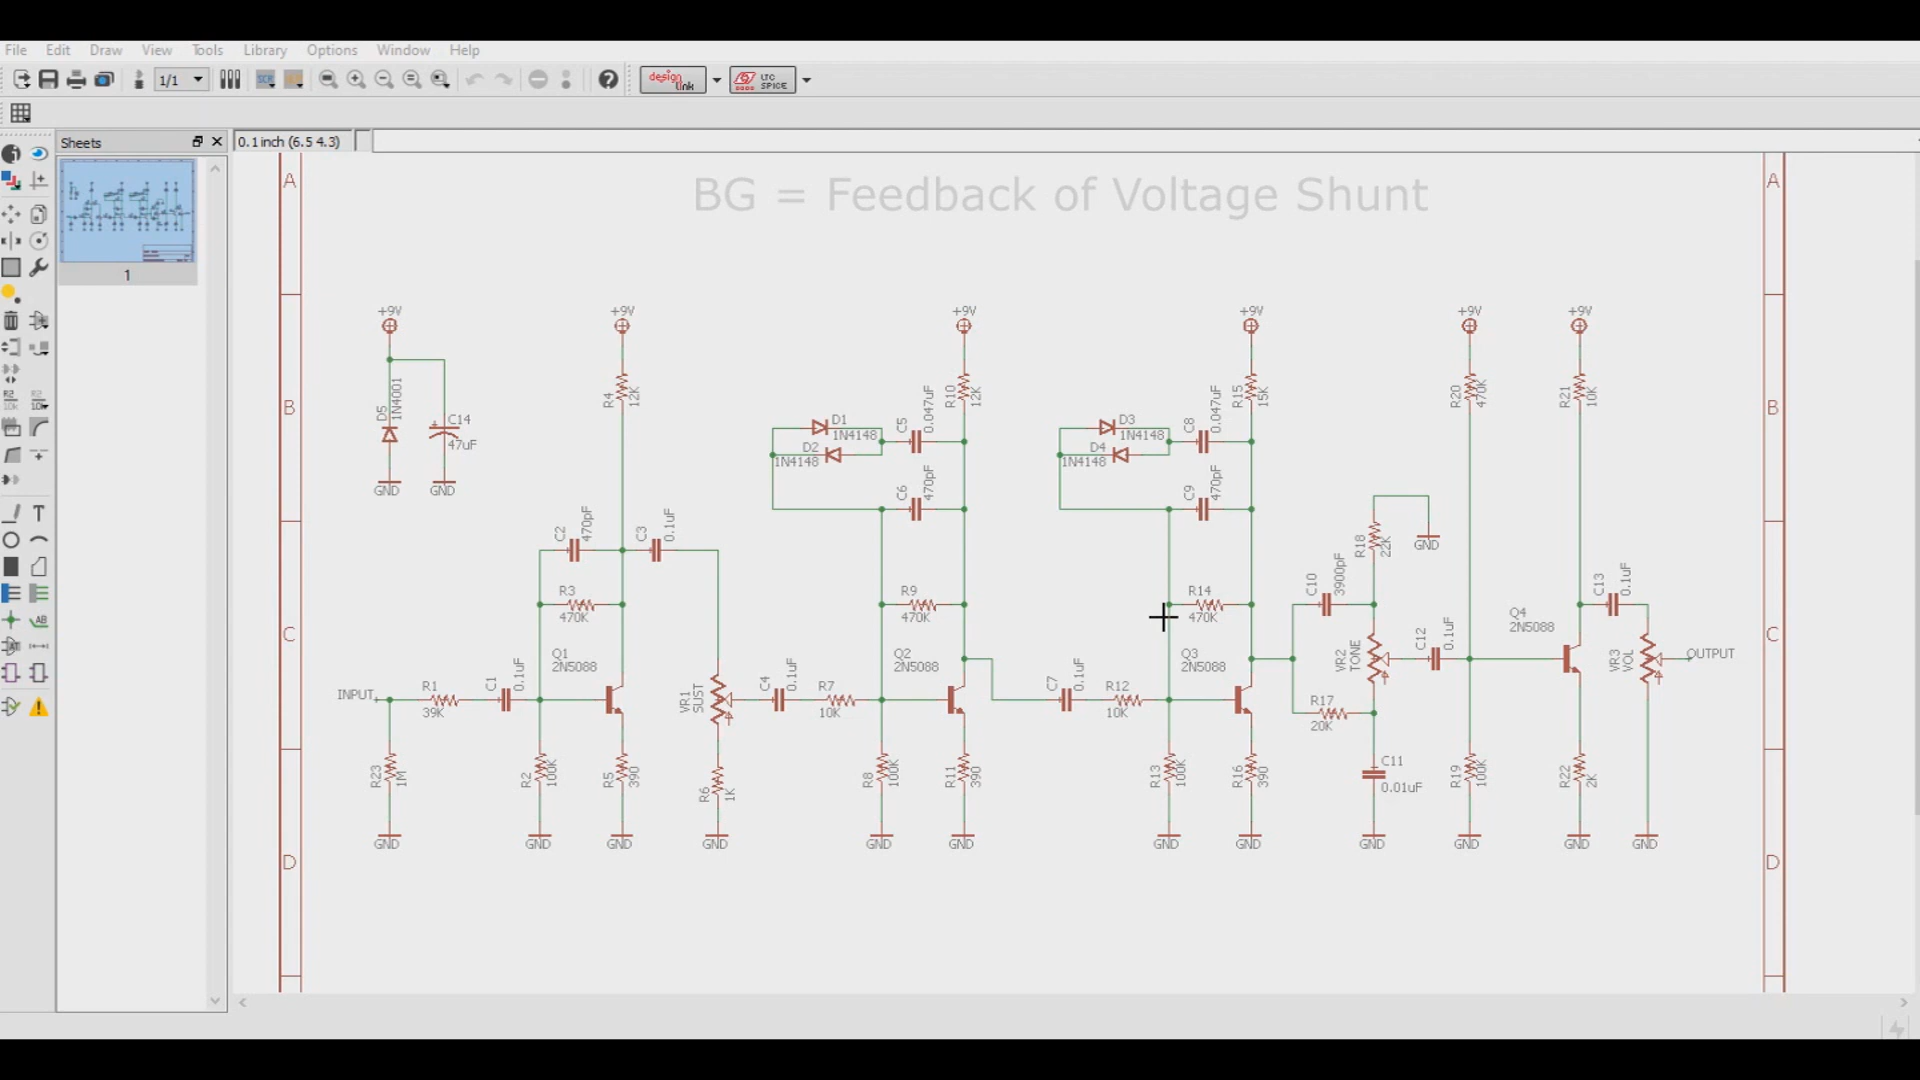 File Edit Draw View Tools Library Options Window Help
1/1
SCR
design link
LTC SPICE
Sheets
0.1 inch (6.5 4.3)
1
A
A
BG = Feedback of Voltage Shunt
+9V +9V +9V +9V +9V +9V
B
B
D5 1N4001
C14
47uF
GND GND
R4 12K
D1
1N4148
D2
1N4148
C5 0.047uF
C6 470pF
R10 12K
D3
1N4148
D4
1N4148
C8 0.047uF
C9 470pF
R15 15K
R20 470K
R21 10K
C
C
C2 470pF
C3 0.1uF
R3
470K
Q1
2N5088
R9
470K
Q2
2N5088
R14
470K
Q3
2N5088
R18 22K
GND
C10 3900pF
VR2 TONE
C12 0.1uF
Q4
2N5088
C13 0.1uF
VR3 VOL
OUTPUT
INPUT
R1
39K
C1 0.1uF
VR1 SUST
C4 0.1uF
R7
10K
C7 0.1uF
R12
10K
R17
20K
C11
0.01uF
R23 1M
R2 100K
R5 390
R6 1K
R8 100K
R11 390
R13 100K
R16 390
R19 100K
R22 2K
GND GND GND GND GND GND GND GND GND GND GND GND
D
D